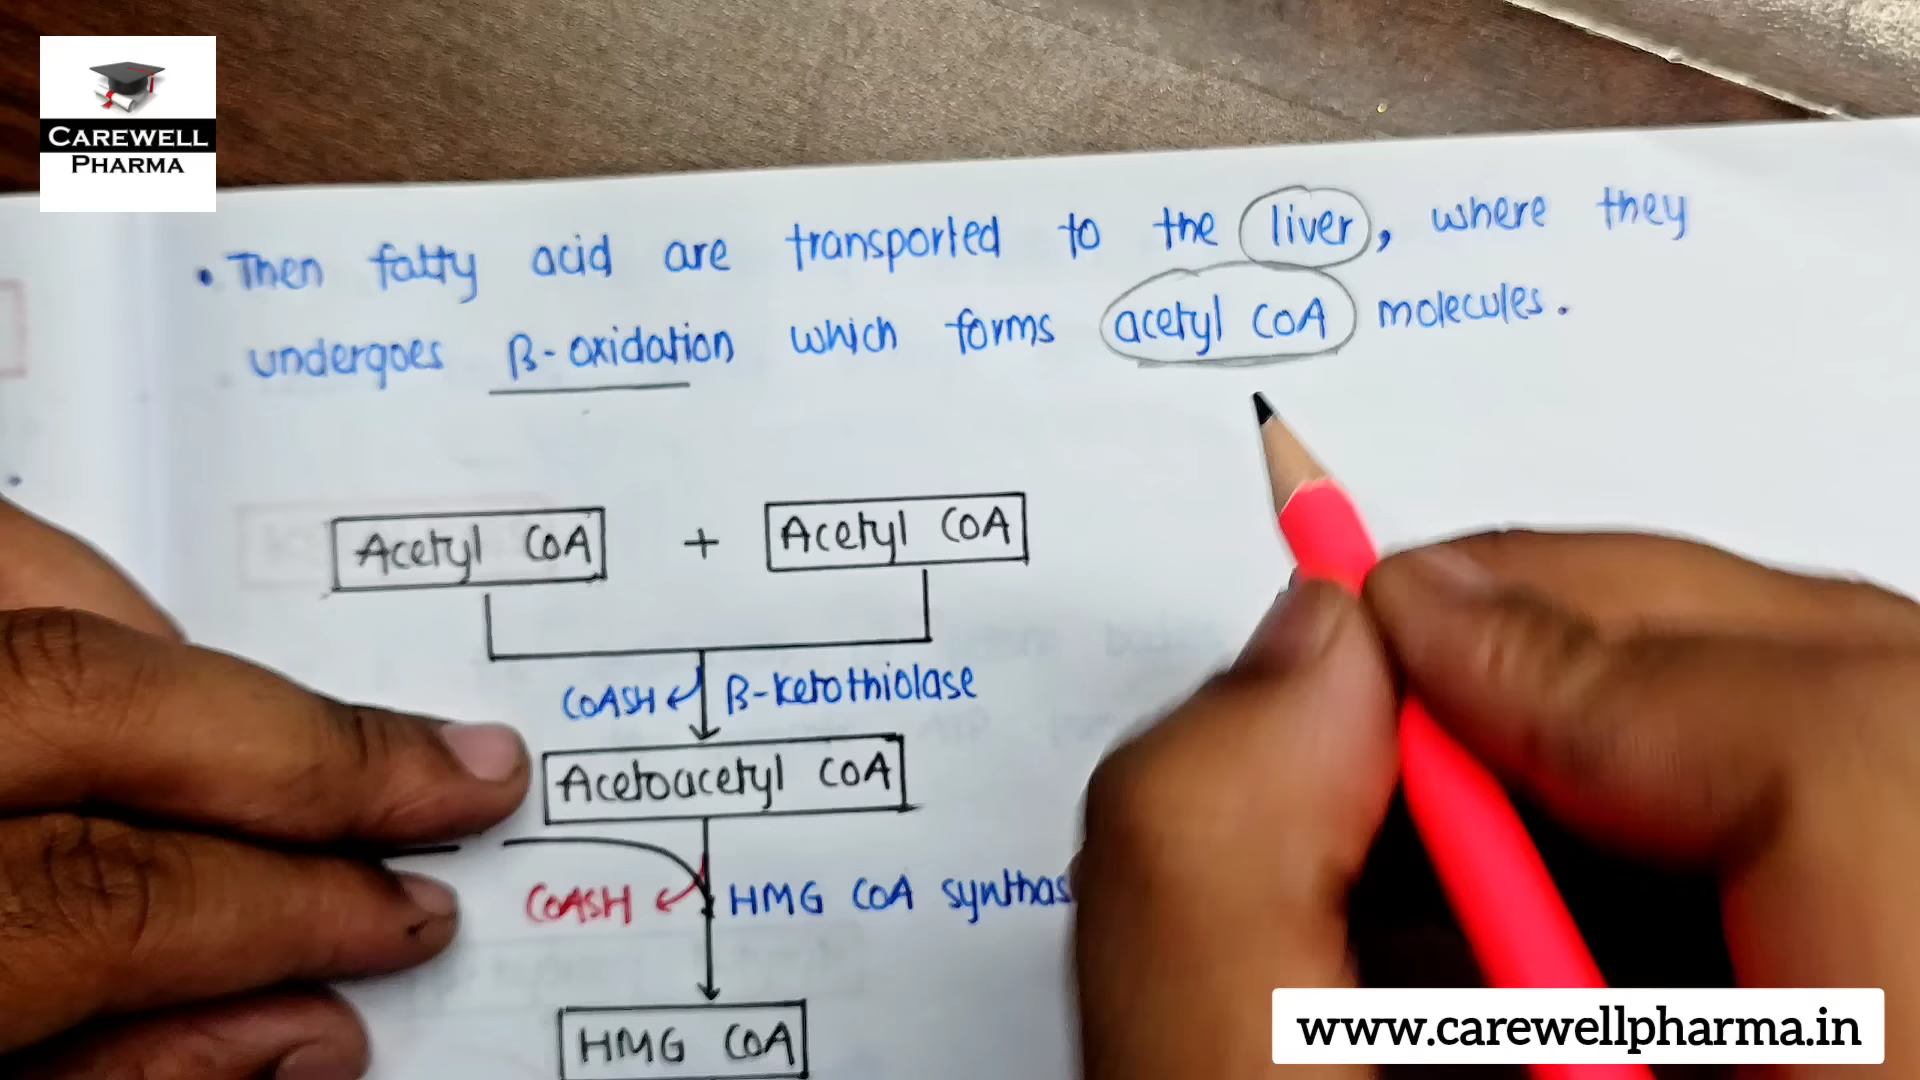 CAREWELL
PHARMA
• Then fatty acid are transported to the liver, where they
undergoes β-oxidation which forms acetyl CoA molecules.
Acetyl CoA + Acetyl CoA
CoASH β-ketothiolase
Acetoacetyl CoA
CoASH HMG CoA synthas
HMG CoA
www.carewellpharma.in